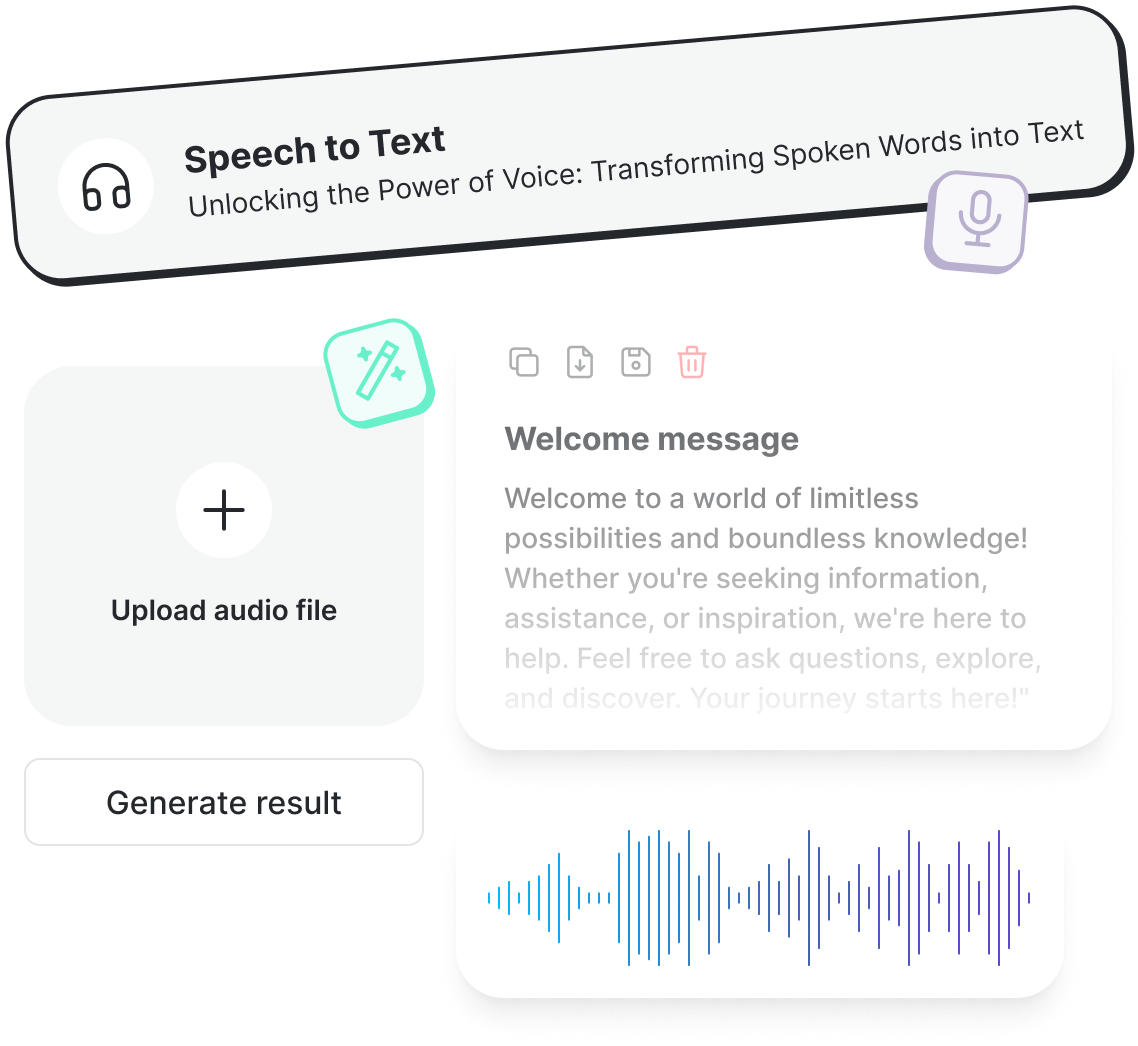 Speech to Text
Unlocking the Power of Voice: Transforming Spoken Words into Text
Upload audio file
Generate result
Welcome message
Welcome to a world of limitless
possibilities and boundless knowledge!
Whether you're seeking information,
assistance, or inspiration, we're here to
help. Feel free to ask questions, explore,
and discover. Your journey starts here!"